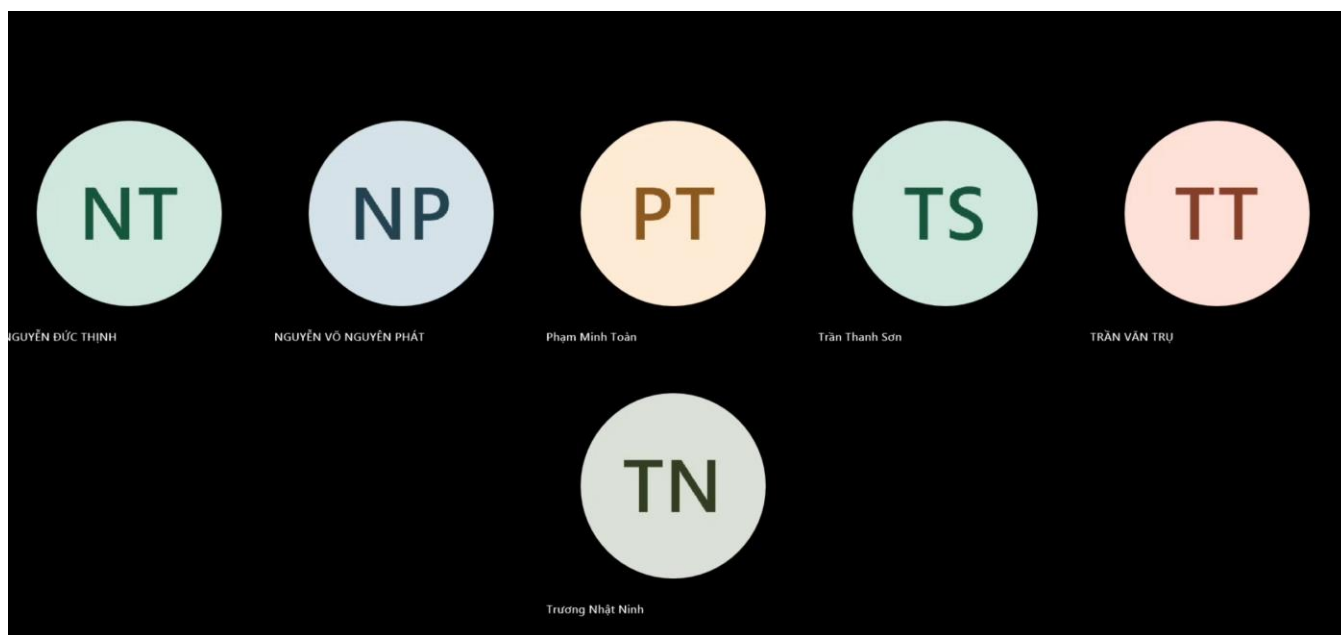 NT
NP
PT
TS
TT
NGUYỄN ĐỨC THỊNH
NGUYỄN VÕ NGUYÊN PHÁT
Phạm Minh Toàn
Trần Thanh Sơn
TRẦN VĂN TRỤ
TN
Trương Nhật Ninh